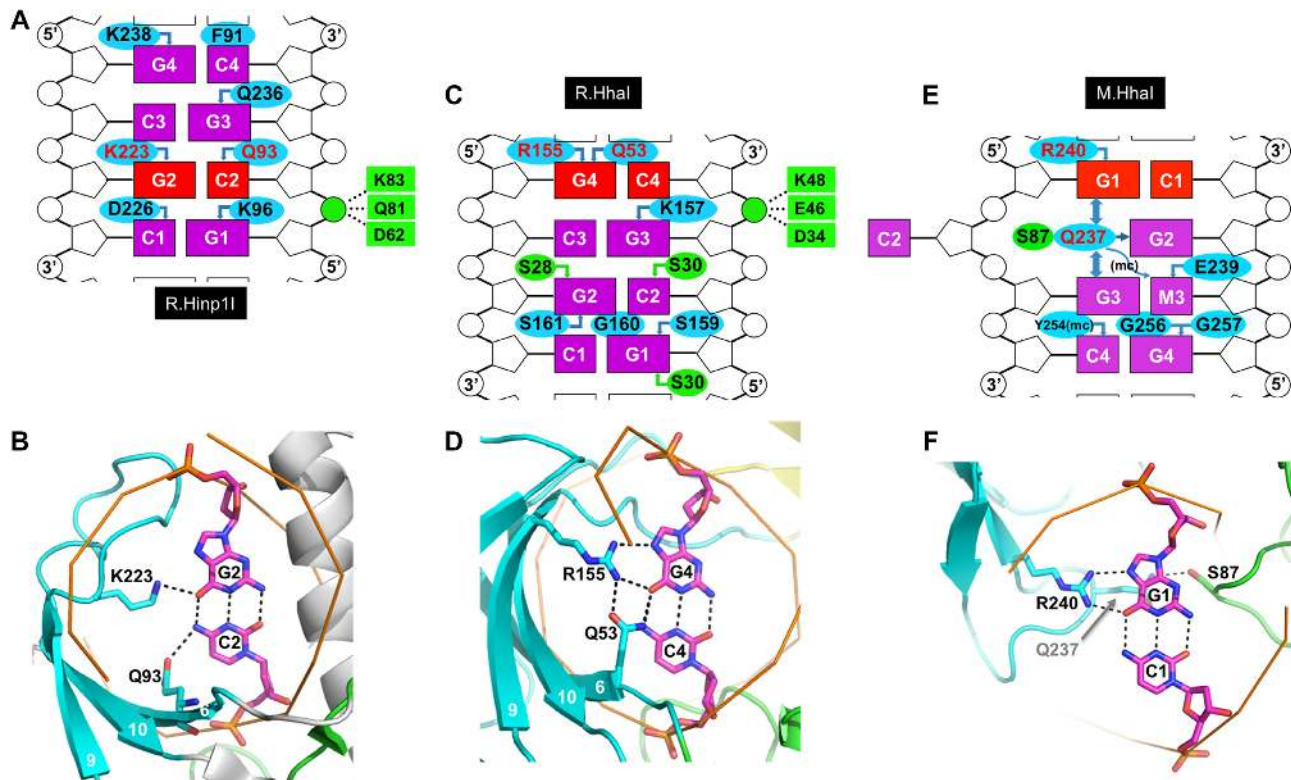 A
5'
K238
F91
3'
G4
C4
Q236
C3
G3
K223
Q93
G2
C2
K83
Q81
D62
D226
K96
C1
G1
3'
5'
R.Hinp1I
C
R.HhaI
5'
R155
Q53
3'
G4
C4
K48
E46
D34
K157
C3
G3
S28
S30
G2
C2
S161
G160
S159
C1
G1
3'
S30
5'
E
M.HhaI
5'
R240
3'
G1
C1
C2
S87
Q237
G2
(mc)
E239
G3
M3
Y254(mc)
G256
G257
C4
G4
3'
5'
B
K223
G2
C2
Q93
6
10
9
D
R155
G4
Q53
C4
6
10
9
F
S87
G1
R240
Q237
C1